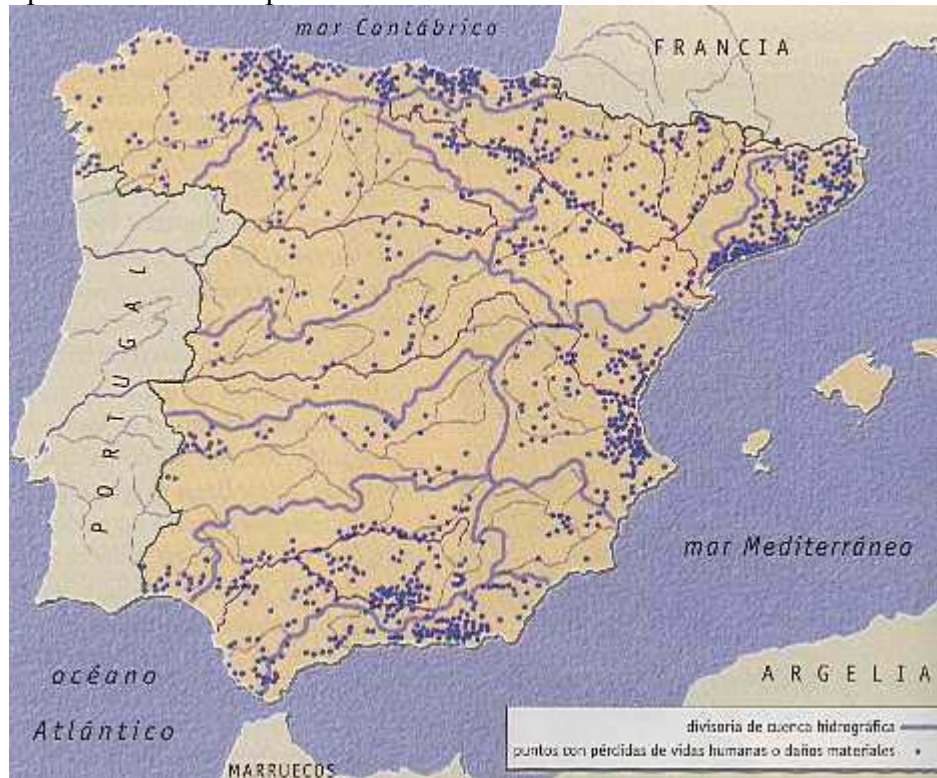 mar Cantábrico
FRANCIA
PORTUGAL
mar Mediterráneo
océano
Atlántico
ARGELIA
MARRUECOS
divisoria de cuenca hidrográfica
puntos con pérdidas de vidas humanas o daños materiales